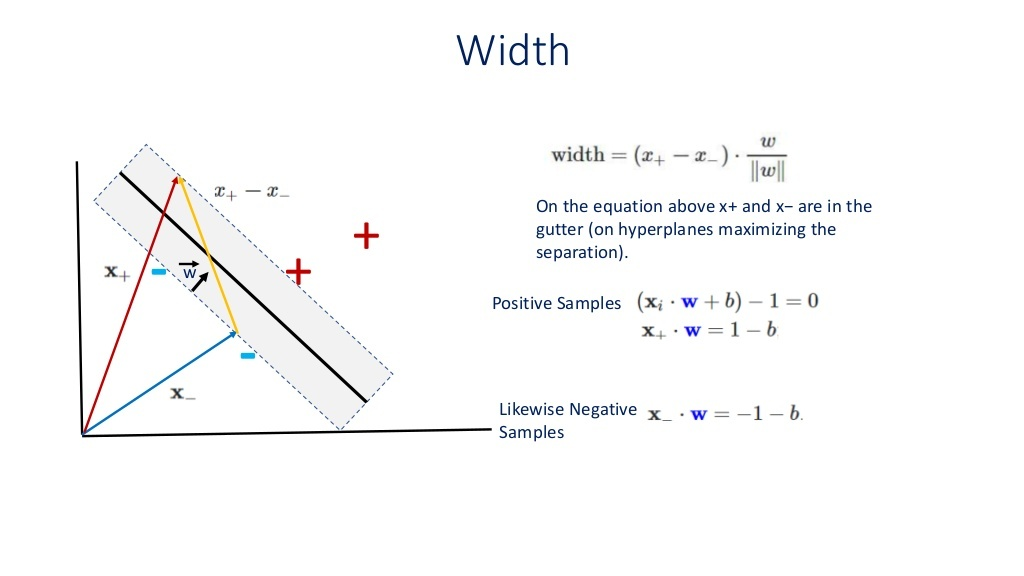 Width
width = (x₊ − x₋) · w / ‖w‖
x₊ − x₋
On the equation above x+ and x− are in the
gutter (on hyperplanes maximizing the
separation).
+
+
x₊
−
w⃗
Positive Samples (xᵢ · w + b) − 1 = 0
x₊ · w = 1 − b
−
x₋
Likewise Negative x₋ · w = −1 − b.
Samples